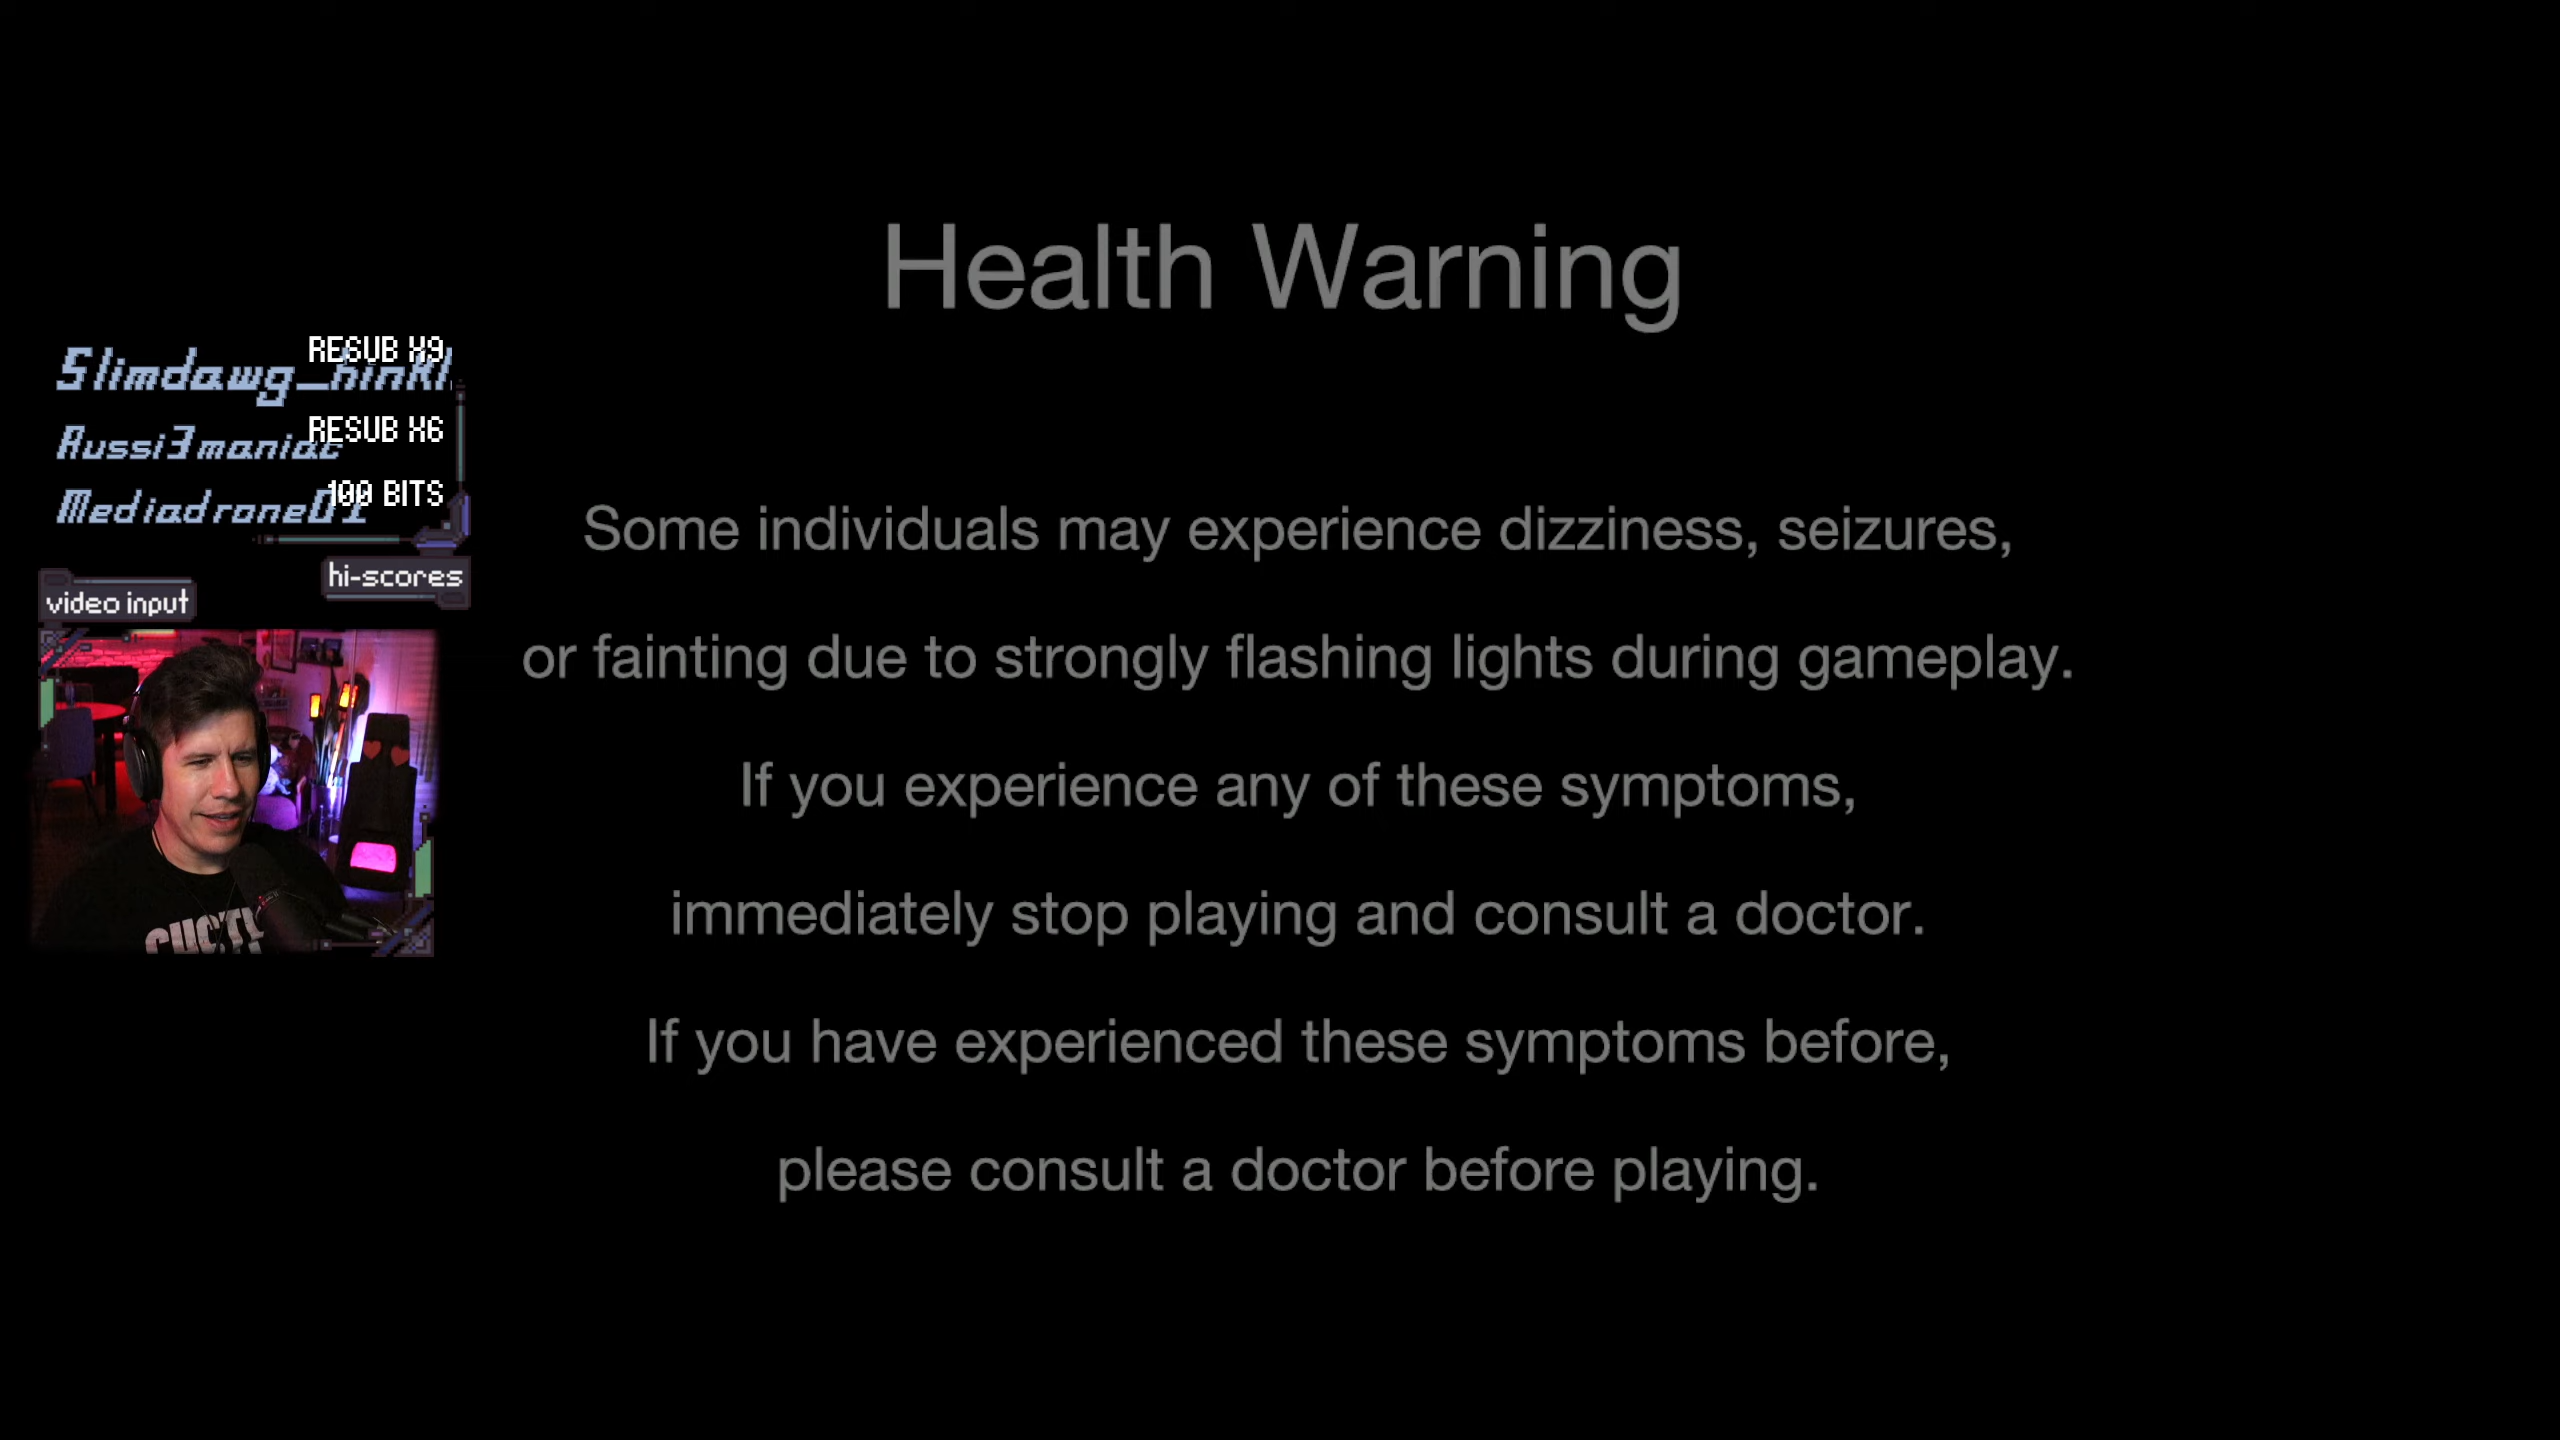 Health Warning
Some individuals may experience dizziness, seizures,
or fainting due to strongly flashing lights during gameplay.
If you experience any of these symptoms,
immediately stop playing and consult a doctor.
If you have experienced these symptoms before,
please consult a doctor before playing.
RESUB X9
RESUB X6
Aussi3maniac
100 BITS
Mediadrone01
hi-scores
video input